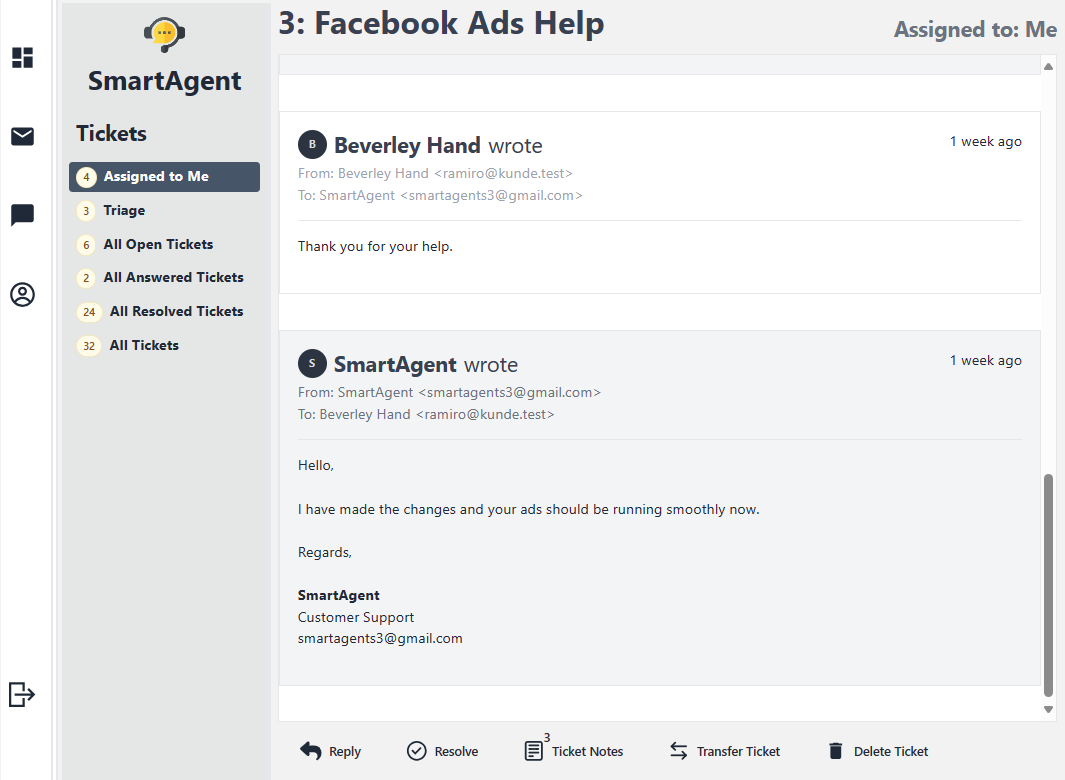 3: Facebook Ads Help
Assigned to: Me
SmartAgent
Tickets
4 Assigned to Me
3 Triage
6 All Open Tickets
2 All Answered Tickets
24 All Resolved Tickets
32 All Tickets
B Beverley Hand wrote
1 week ago
From: Beverley Hand <ramiro@kunde.test>
To: SmartAgent <smartagents3@gmail.com>
Thank you for your help.
S SmartAgent wrote
1 week ago
From: SmartAgent <smartagents3@gmail.com>
To: Beverley Hand <ramiro@kunde.test>
Hello,
I have made the changes and your ads should be running smoothly now.
Regards,
SmartAgent
Customer Support
smartagents3@gmail.com
Reply
Resolve
3 Ticket Notes
Transfer Ticket
Delete Ticket